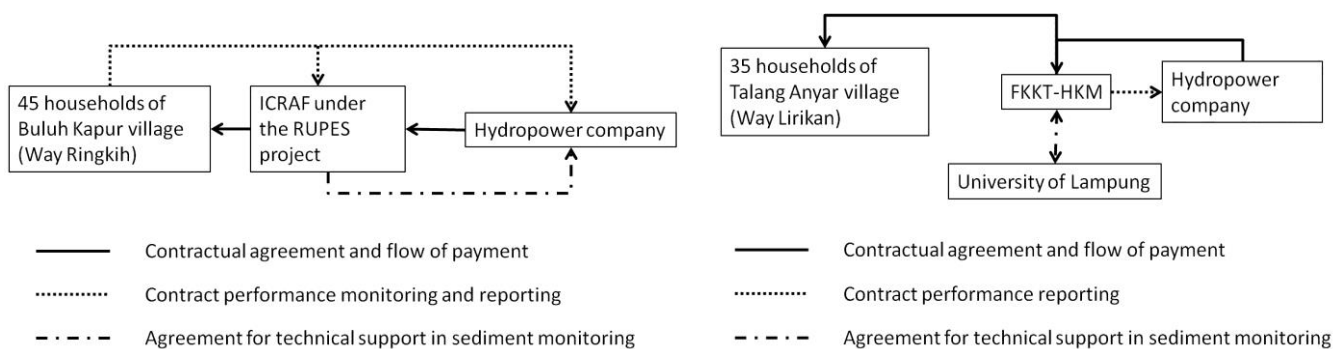 45 households of
Buluh Kapur village
(Way Ringkih)
ICRAF under
the RUPES
project
Hydropower company
Contractual agreement and flow of payment
Contract performance monitoring and reporting
Agreement for technical support in sediment monitoring
35 households of
Talang Anyar village
(Way Lirikan)
FKKT-HKM
Hydropower
company
University of Lampung
Contractual agreement and flow of payment
Contract performance reporting
Agreement for technical support in sediment monitoring